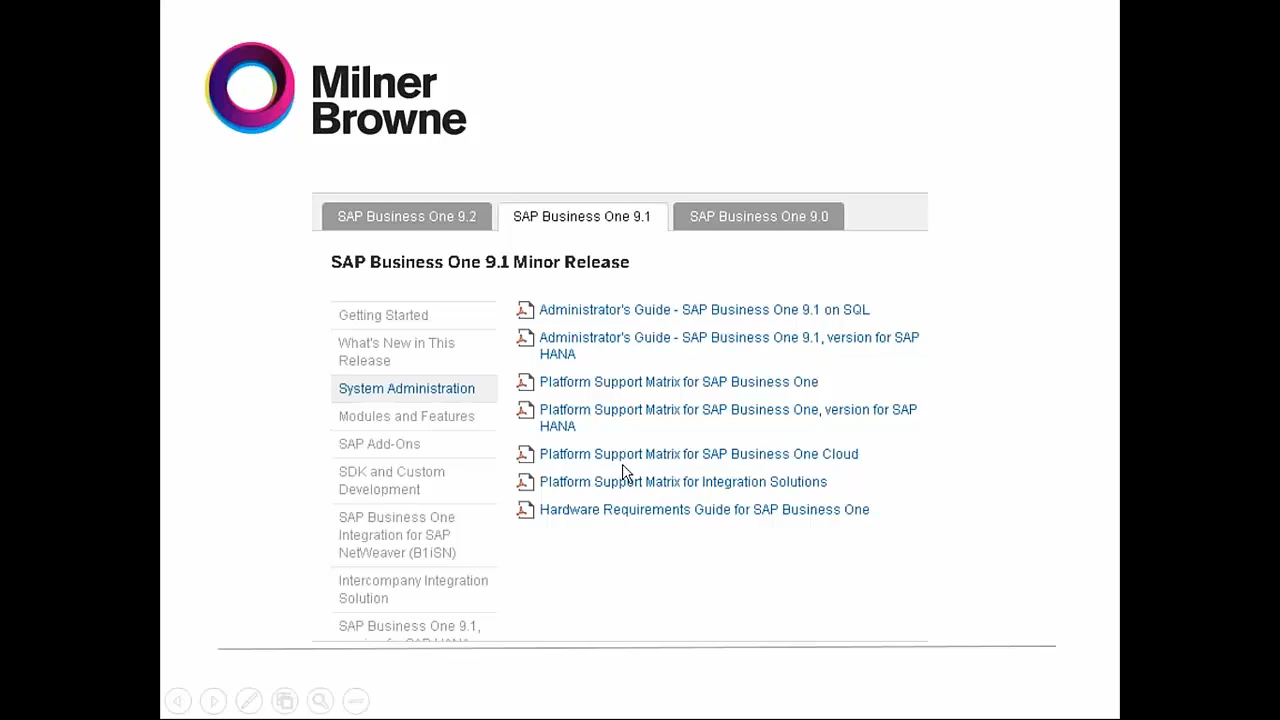 Milner
Browne
SAP Business One 9.2
SAP Business One 9.1
SAP Business One 9.0
SAP Business One 9.1 Minor Release
Getting Started
What's New in This
Release
System Administration
Modules and Features
SAP Add-Ons
SDK and Custom
Development
SAP Business One
Integration for SAP
NetWeaver (B1iSN)
Intercompany Integration
Solution
SAP Business One 9.1,
Administrator's Guide - SAP Business One 9.1 on SQL
Administrator's Guide - SAP Business One 9.1, version for SAP
HANA
Platform Support Matrix for SAP Business One
Platform Support Matrix for SAP Business One, version for SAP
HANA
Platform Support Matrix for SAP Business One Cloud
Platform Support Matrix for Integration Solutions
Hardware Requirements Guide for SAP Business One